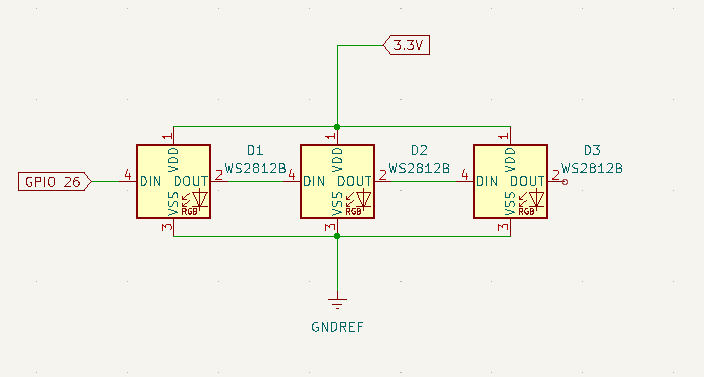 3.3V
GPIO 26
D1
WS2812B
1
VDD
4
DIN
DOUT
2
VSS
RGB
3
D2
WS2812B
1
VDD
4
DIN
DOUT
2
VSS
RGB
3
D3
WS2812B
1
VDD
4
DIN
DOUT
2
VSS
RGB
3
GNDREF